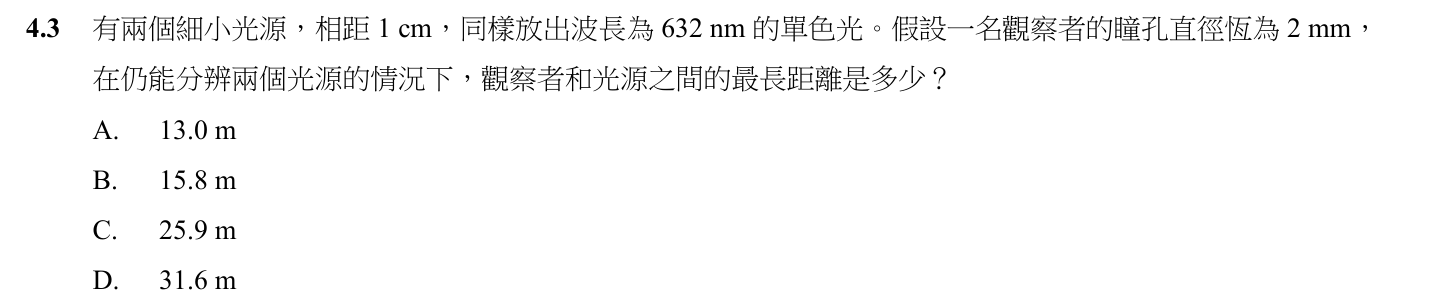 4.3 有兩個細小光源，相距 1 cm，同樣放出波長為 632 nm 的單色光。假設一名觀察者的瞳孔直徑恆為 2 mm，
在仍能分辨兩個光源的情況下，觀察者和光源之間的最長距離是多少？
A. 13.0 m
B. 15.8 m
C. 25.9 m
D. 31.6 m